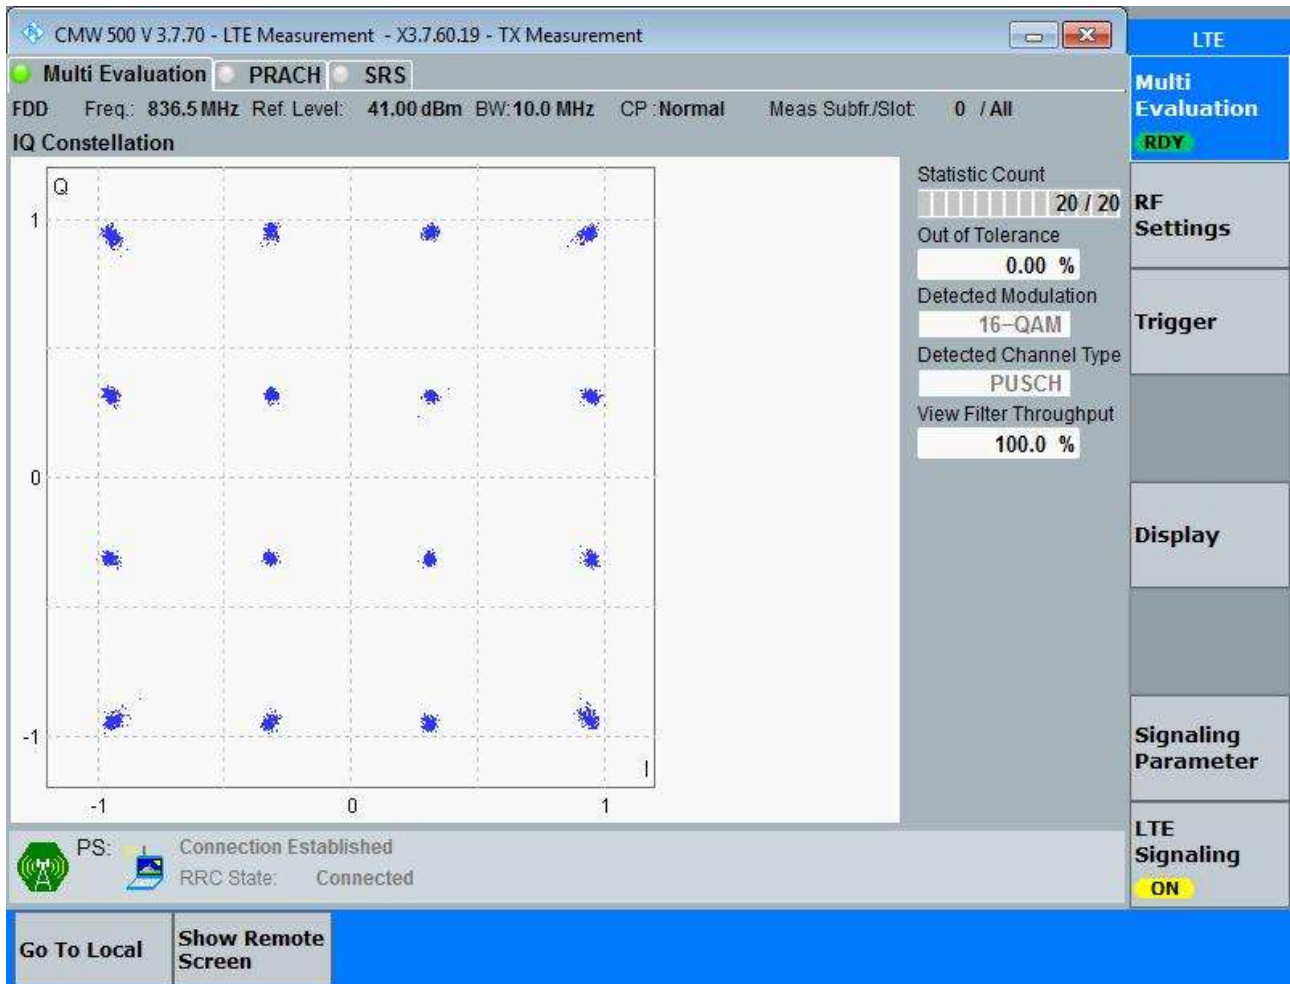 CMW 500 V 3.7.70 - LTE Measurement - X3.7.60.19 - TX Measurement
LTE
Multi Evaluation PRACH SRS
FDD Freq.: 836.5 MHz Ref. Level: 41.00 dBm BW: 10.0 MHz CP : Normal Meas Subfr./Slot: 0 / All
IQ Constellation
Q
1
0
-1
I
-1 0 1
Statistic Count
20 / 20
Out of Tolerance
0.00 %
Detected Modulation
16-QAM
Detected Channel Type
PUSCH
View Filter Throughput
100.0 %
Multi
Evaluation
RDY
RF
Settings
Trigger
Display
Signaling
Parameter
LTE
Signaling
ON
PS: Connection Established
RRC State: Connected
Go To Local
Show Remote
Screen